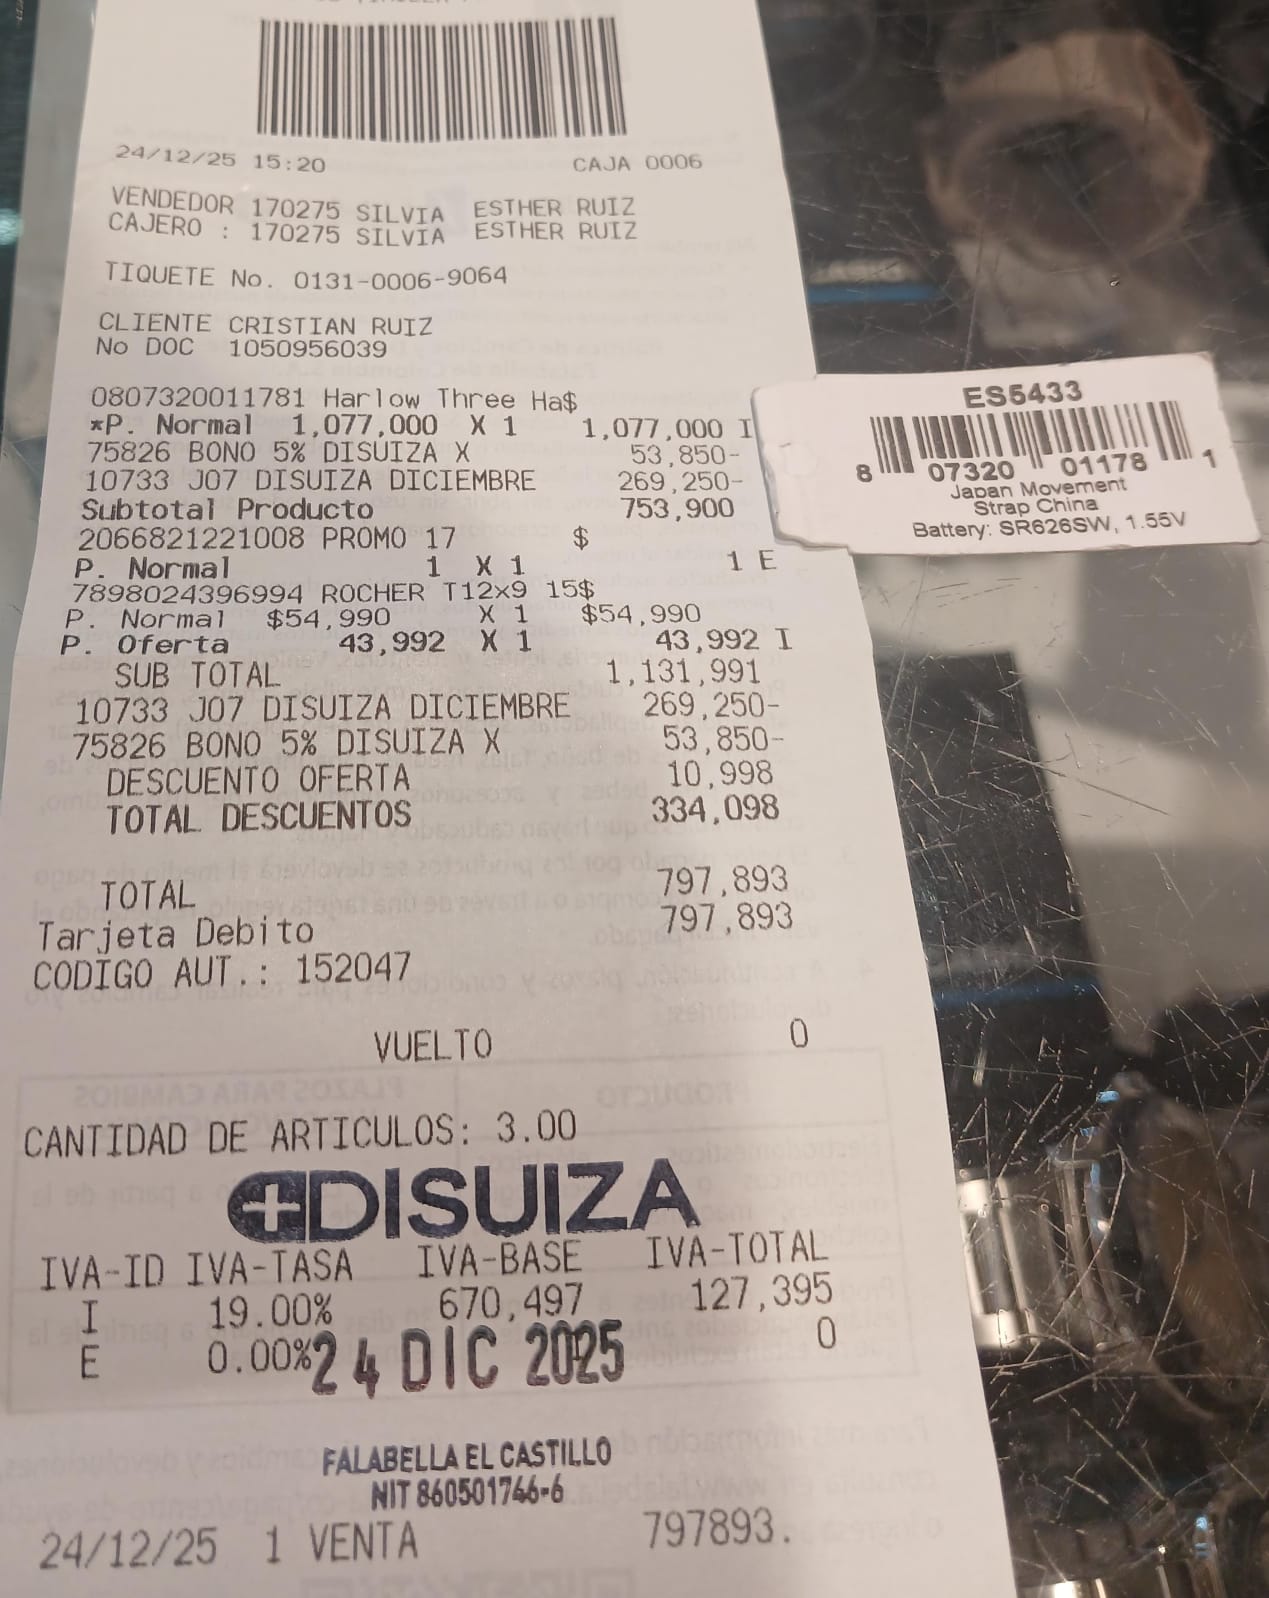 24/12/25 15:20 CAJA 0006
VENDEDOR 170275 SILVIA ESTHER RUIZ
CAJERO : 170275 SILVIA ESTHER RUIZ
TIQUETE No. 0131-0006-9064
CLIENTE CRISTIAN RUIZ
No DOC 1050956039
0807320011781 Harlow Three Ha$
*P. Normal 1,077,000 X 1 1,077,000 I
75826 BONO 5% DISUIZA X 53,850-
10733 J07 DISUIZA DICIEMBRE 269,250-
Subtotal Producto 753,900
2066821221008 PROMO 17 $
P. Normal 1 X 1 1 E
7898024396994 ROCHER T12x9 15$
P. Normal $54,990 X 1 $54,990
P. Oferta 43,992 X 1 43,992 I
SUB TOTAL 1,131,991
10733 J07 DISUIZA DICIEMBRE 269,250-
75826 BONO 5% DISUIZA X 53,850-
DESCUENTO OFERTA 10,998
TOTAL DESCUENTOS 334,098
TOTAL 797,893
Tarjeta Debito 797,893
CODIGO AUT.: 152047
VUELTO 0
CANTIDAD DE ARTICULOS: 3.00
DISUIZA
IVA-ID IVA-TASA IVA-BASE IVA-TOTAL
I 19.00% 670,497 127,395
E 0.00% 0
24 DIC 2025
FALABELLA EL CASTILLO
NIT 860501746-6
24/12/25 1 VENTA 797893.
ES5433
8 07320 01178 1
Japan Movement
Strap China
Battery: SR626SW, 1.55V